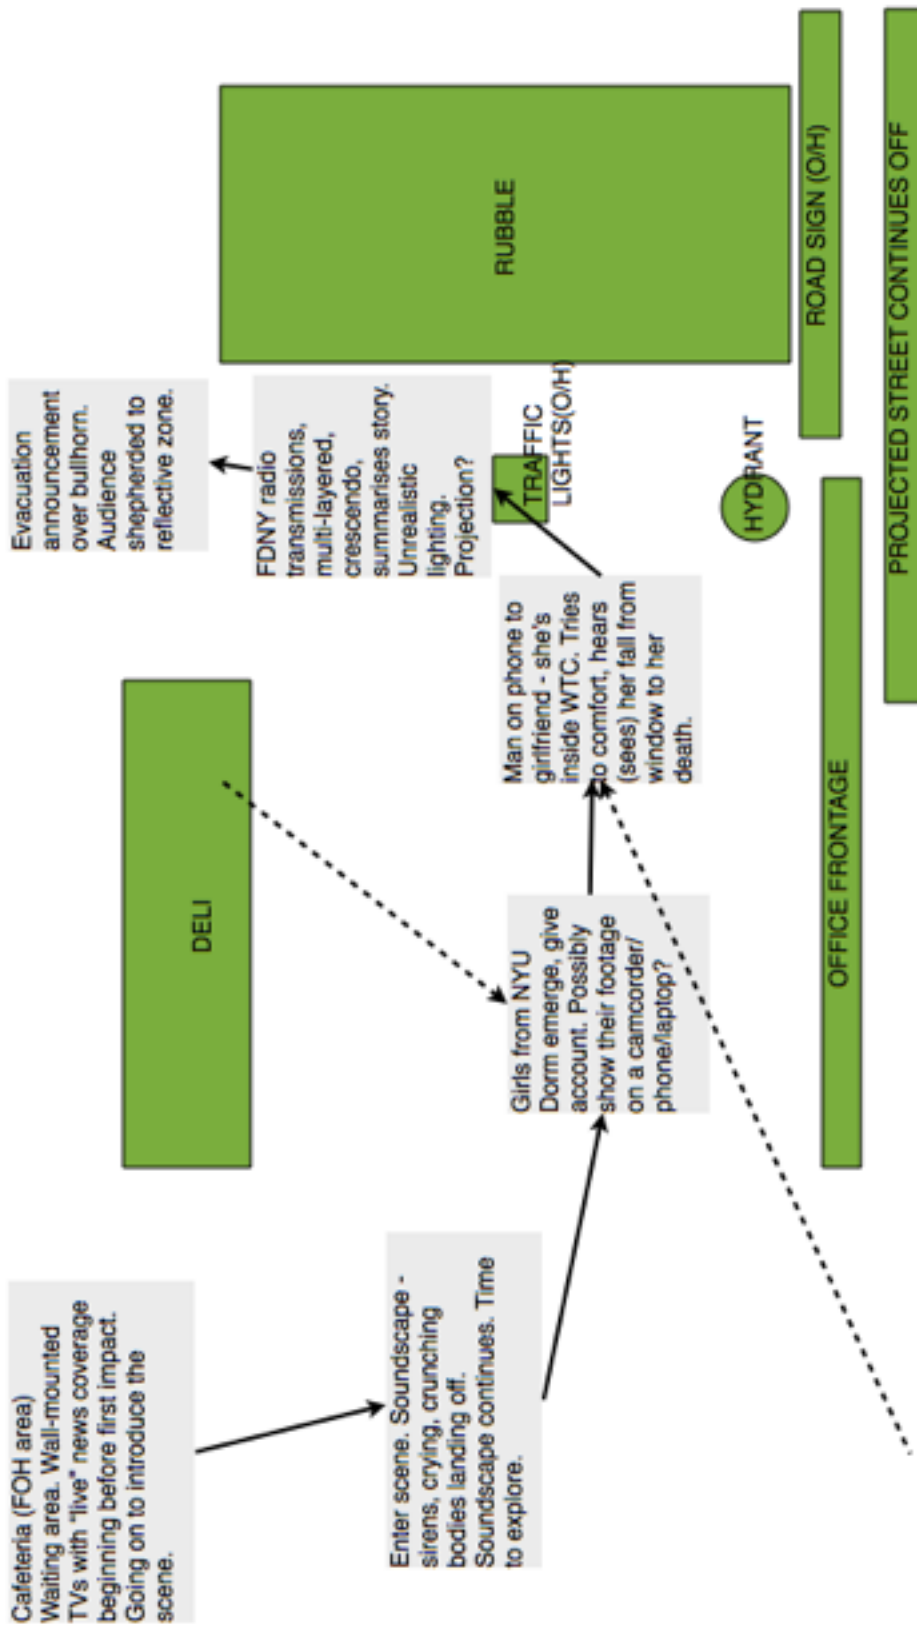 Cafeteria (FOH area)
Waiting area. Wall-mounted
TVs with "live" news coverage
beginning before first impact.
Going on to introduce the
scene.
Enter scene. Soundscape -
sirens, crying, crunching
bodies landing off.
Soundscape continues. Time
to explore.
DELI
Girls from NYU
Dorm emerge, give
account. Possibly
show their footage
on a camcorder/
phone/laptop?
Man on phone to
girlfriend - she's
inside WTC. Tries
to comfort, hears
(sees) her fall from
window to her
death.
FDNY radio
transmissions,
multi-layered,
crescendo,
summarises story.
Unrealistic
lighting.
Projection?
Evacuation
announcement
over bullhorn.
Audience
shepherded to
reflective zone.
TRAFFIC
LIGHTS(O/H)
HYDRANT
RUBBLE
OFFICE FRONTAGE
ROAD SIGN (O/H)
PROJECTED STREET CONTINUES OFF